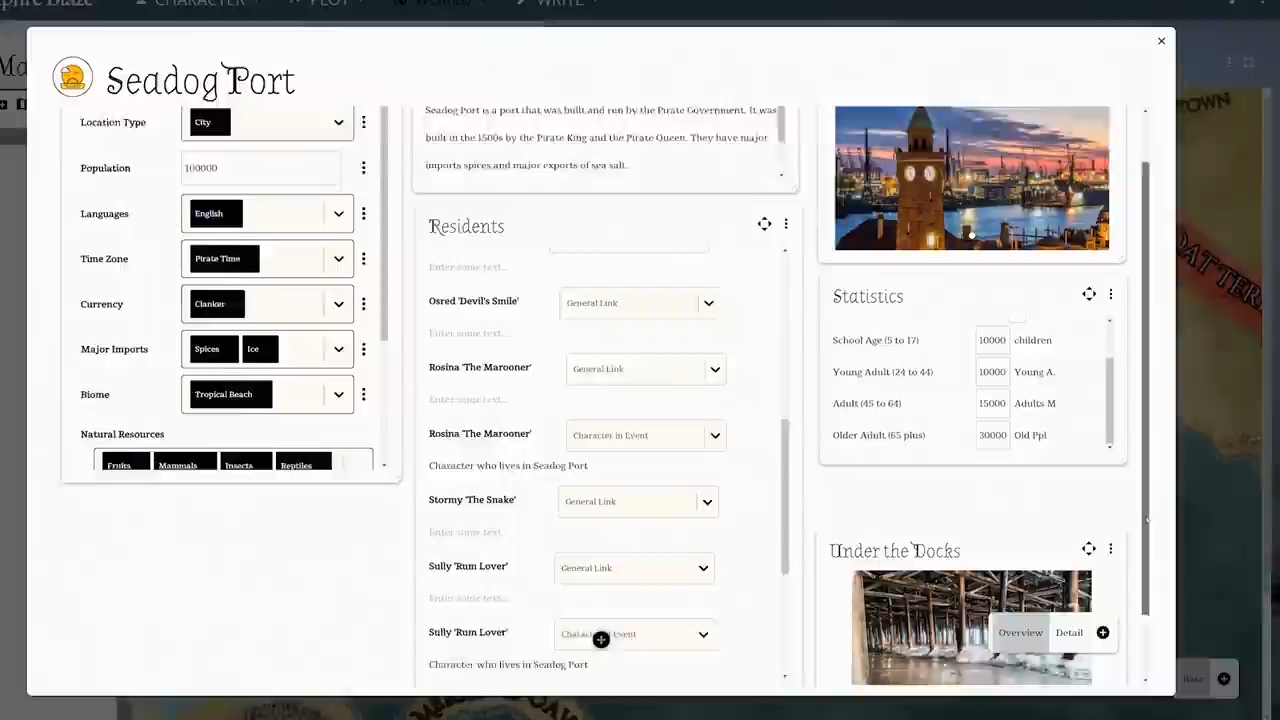 CHARACTER
PLOT
WRITE
Seadog Port
Location Type
City
Population
100000
Languages
English
Time Zone
Pirate Time
Currency
Clanker
Major Imports
Spices
Ice
Biome
Tropical Beach
Natural Resources
Fruits
Mammals
Insects
Reptiles
Seadog Port is a port that was built and ren by the Pirate Government. It was
built in the 1500s by the Pirate King and the Pirate Queen. They have major
imports spices and major exports of sea salt.
Residents
Enter some text...
Osred 'Devil's Smile'
General Link
Enter some text...
Rosina 'The Marooner'
General Link
Enter some text...
Rosina 'The Marooner'
Character in Event
Character who lives in Seadog Port
Stormy 'The Snake'
General Link
Enter some text...
Sully 'Rum Lover'
General Link
Enter some text...
Sully 'Rum Lover'
Event
Character who lives in Seadog Port
Statistics
School Age (5 to 17)
10000
children
Young Adult (24 to 44)
10000
Young A.
Adult (45 to 64)
15000
Adults M
Older Adult (65 plus)
30000
Old Ppl
Under the Docks
Overview
Detail
Base
TOWN